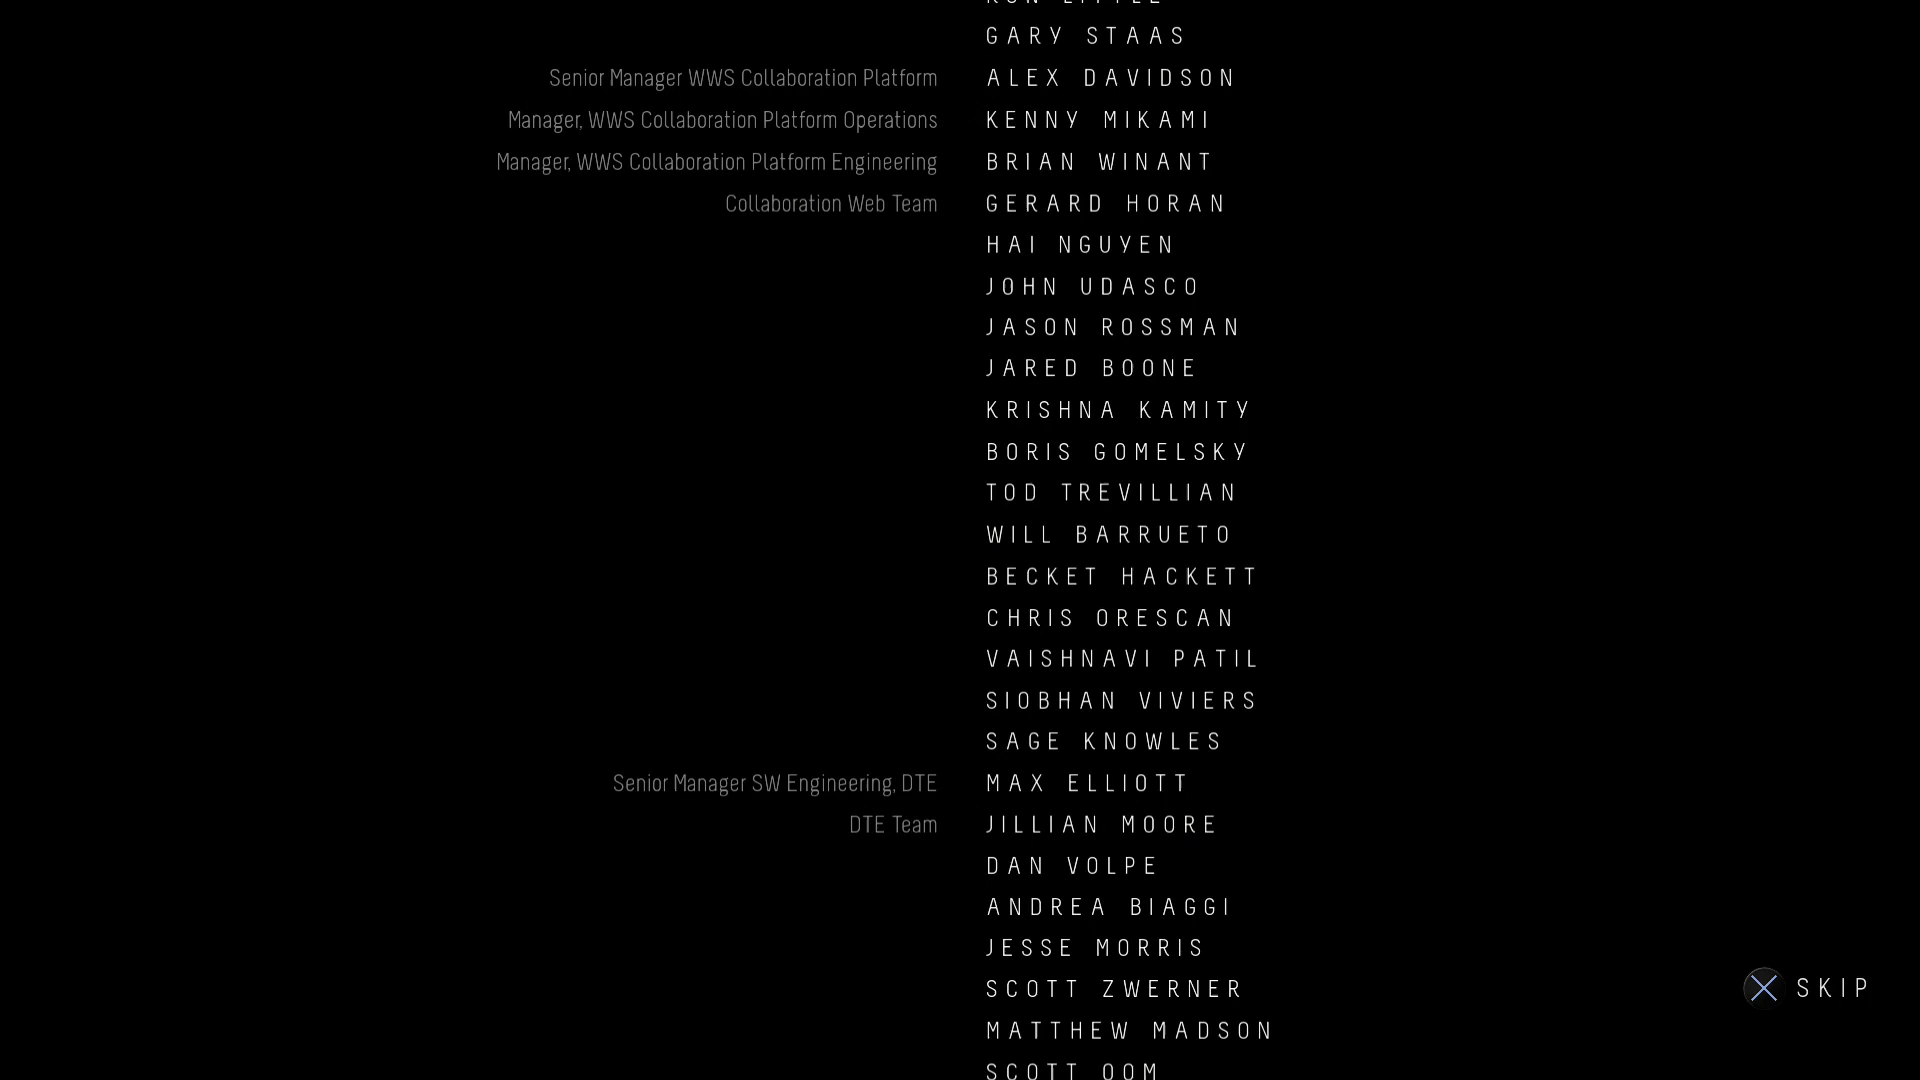 GARY STAAS
Senior Manager WWS Collaboration Platform ALEX DAVIDSON
Manager, WWS Collaboration Platform Operations KENNY MIKAMI
Manager, WWS Collaboration Platform Engineering BRIAN WINANT
Collaboration Web Team GERARD HORAN
HAI NGUYEN
JOHN UDASCO
JASON ROSSMAN
JARED BOONE
KRISHNA KAMITY
BORIS GOMELSKY
TOD TREVILLIAN
WILL BARRUETO
BECKET HACKETT
CHRIS ORESCAN
VAISHNAVI PATIL
SIOBHAN VIVIERS
SAGE KNOWLES
Senior Manager SW Engineering, DTE MAX ELLIOTT
DTE Team JILLIAN MOORE
DAN VOLPE
ANDREA BIAGGI
JESSE MORRIS
SCOTT ZWERNER
SKIP
MATTHEW MADSON
SCOTT OOM